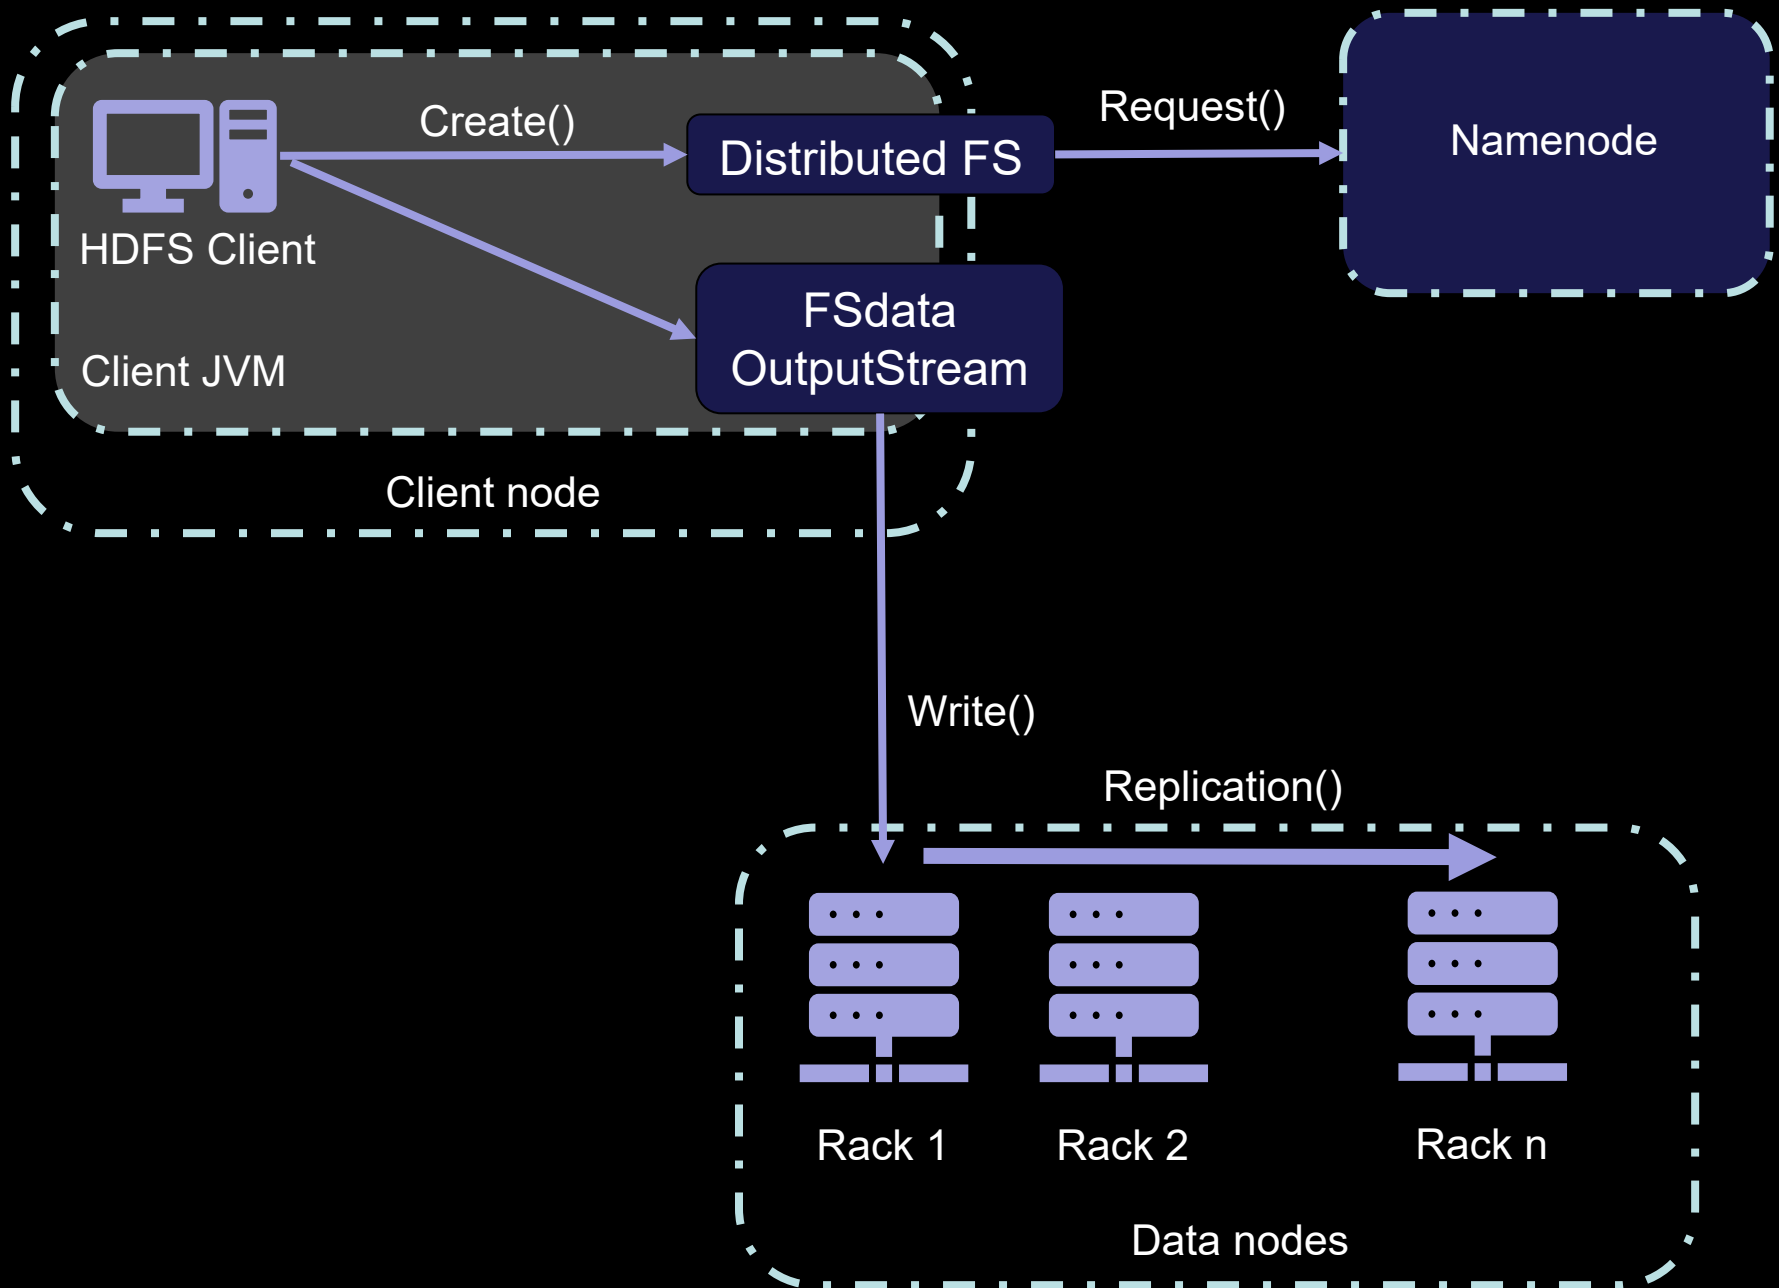 Create()
Distributed FS
Request()
Namenode
HDFS Client
FSdata
OutputStream
Client JVM
Client node
Write()
Replication()
Rack 1
Rack 2
Rack n
Data nodes